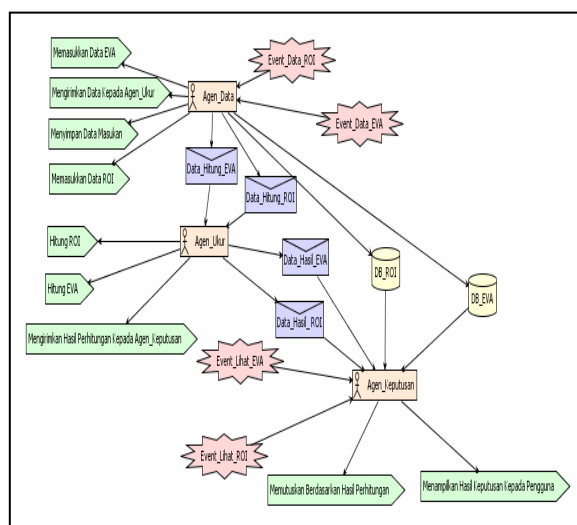 Memasukkan Data EVA
Event_Data_ROI
Mengirimkan Data Kepada Agen_Ukur
Agen_Data
Event_Data_EVA
Menyimpan Data Masukan
Memasukkan Data ROI
Data_Hitung_EVA
Data_Hitung_ROI
Hitung ROI
Agen_Ukur
Data_Hasil_EVA
DB_ROI
DB_EVA
Hitung EVA
Data_Hasil_ROI
Mengirimkan Hasil Perhitungan Kepada Agen_Keputusan
Event_Lihat_EVA
Agen_Keputusan
Event_Lihat_ROI
Memutuskan Berdasarkan Hasil Perhitungan
Menampilkan Hasil Keputusan Kepada Pengguna